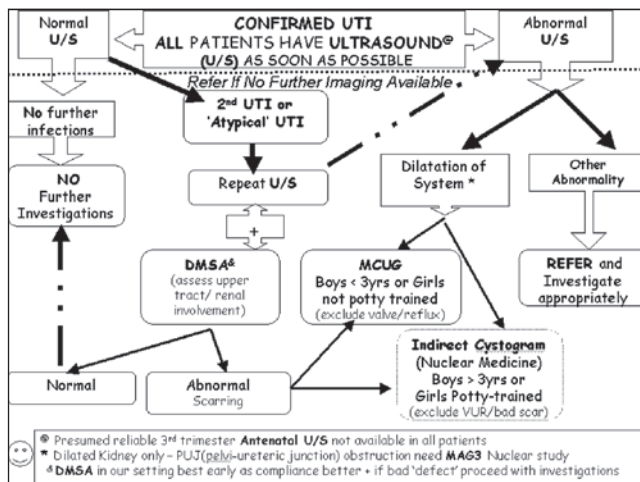 Normal
U/S
CONFIRMED UTI
ALL PATIENTS HAVE ULTRASOUND@
(U/S) AS SOON AS POSSIBLE
Abnormal
U/S
Refer If No Further Imaging Available
No further
infections
2nd UTI or
'Atypical' UTI
NO
Further
Investigations
Repeat U/S
Dilatation of
System *
Other
Abnormality
+
DMSA&
(assess upper
tract/ renal
involvement)
MCUG
Boys < 3yrs or Girls
not potty trained
(exclude valve/reflux)
REFER and
Investigate
appropriately
Indirect Cystogram
(Nuclear Medicine)
Boys > 3yrs or
Girls Potty-trained
(exclude VUR/bad scar)
Normal
Abnormal
Scarring
@ Presumed reliable 3rd trimester Antenatal U/S not available in all patients
* Dilated Kidney only – PUJ(pelvi-ureteric junction) obstruction need MAG3 Nuclear study
& DMSA in our setting best early as compliance better + if bad 'defect' proceed with investigations